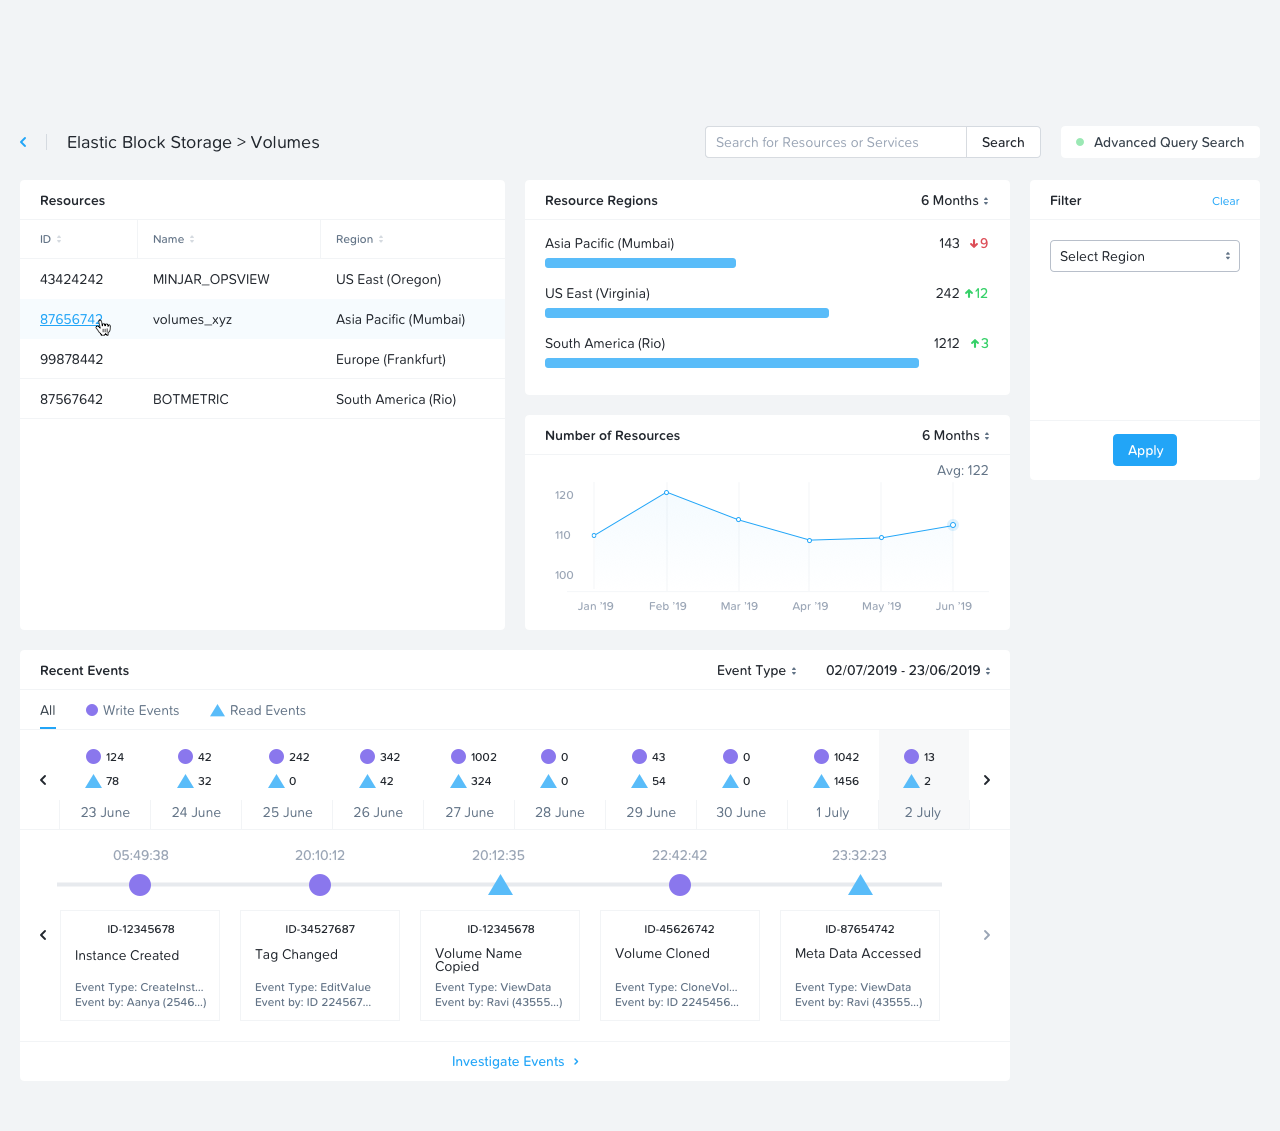 Elastic Block Storage > Volumes
Search for Resources or Services
Search
Advanced Query Search
Resources
ID Name Region
43424242 MINJAR_OPSVIEW US East (Oregon)
87656742 volumes_xyz Asia Pacific (Mumbai)
99878442 Europe (Frankfurt)
87567642 BOTMETRIC South America (Rio)
Resource Regions 6 Months
Asia Pacific (Mumbai) 143 9
US East (Virginia) 242 12
South America (Rio) 1212 3
Number of Resources 6 Months
Avg: 122
120
110
100
Jan '19 Feb '19 Mar '19 Apr '19 May '19 Jun '19
Filter Clear
Select Region
Apply
Recent Events Event Type 02/07/2019 - 23/06/2019
All Write Events Read Events
124 42 242 342 1002 0 43 0 1042 13
78 32 0 42 324 0 54 0 1456 2
23 June 24 June 25 June 26 June 27 June 28 June 29 June 30 June 1 July 2 July
05:49:38 20:10:12 20:12:35 22:42:42 23:32:23
ID-12345678
Instance Created
Event Type: CreateInst...
Event by: Aanya (2546...)
ID-34527687
Tag Changed
Event Type: EditValue
Event by: ID 224567...
ID-12345678
Volume Name
Copied
Event Type: ViewData
Event by: Ravi (43555...)
ID-45626742
Volume Cloned
Event Type: CloneVol...
Event by: ID 2245456...
ID-87654742
Meta Data Accessed
Event Type: ViewData
Event by: Ravi (43555...)
Investigate Events >